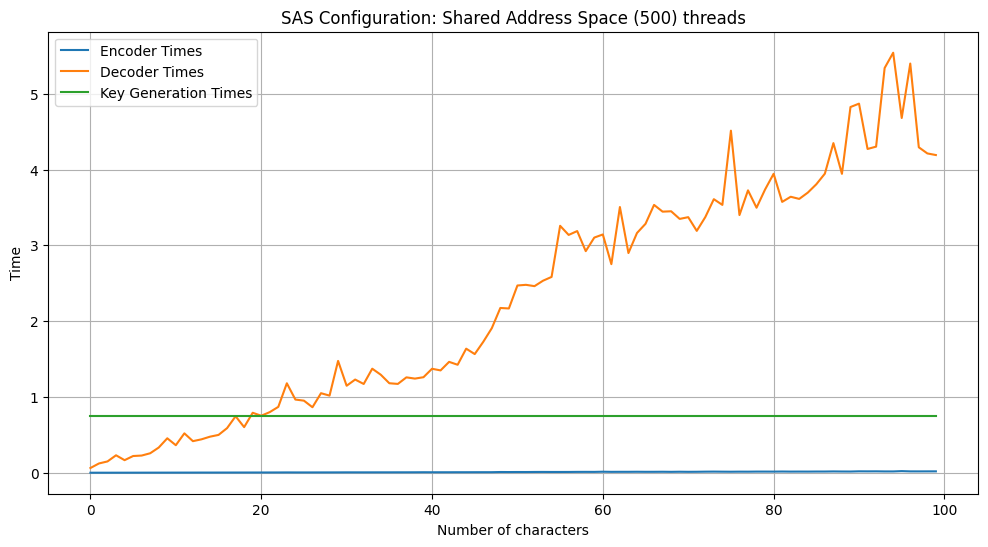 SAS Configuration: Shared Address Space (500) threads
Encoder Times
Decoder Times
Key Generation Times
Time
5
4
3
2
1
0
0 20 40 60 80 100
Number of characters